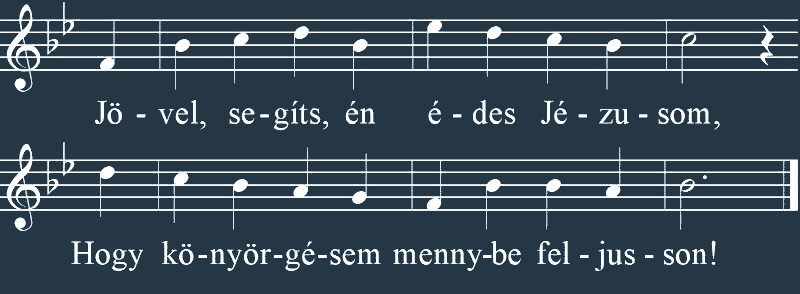 Jö - vel, se - gíts, én é - des Jé - zu - som,
Hogy kö - nyör - gé - sem menny - be fel - jus - son!